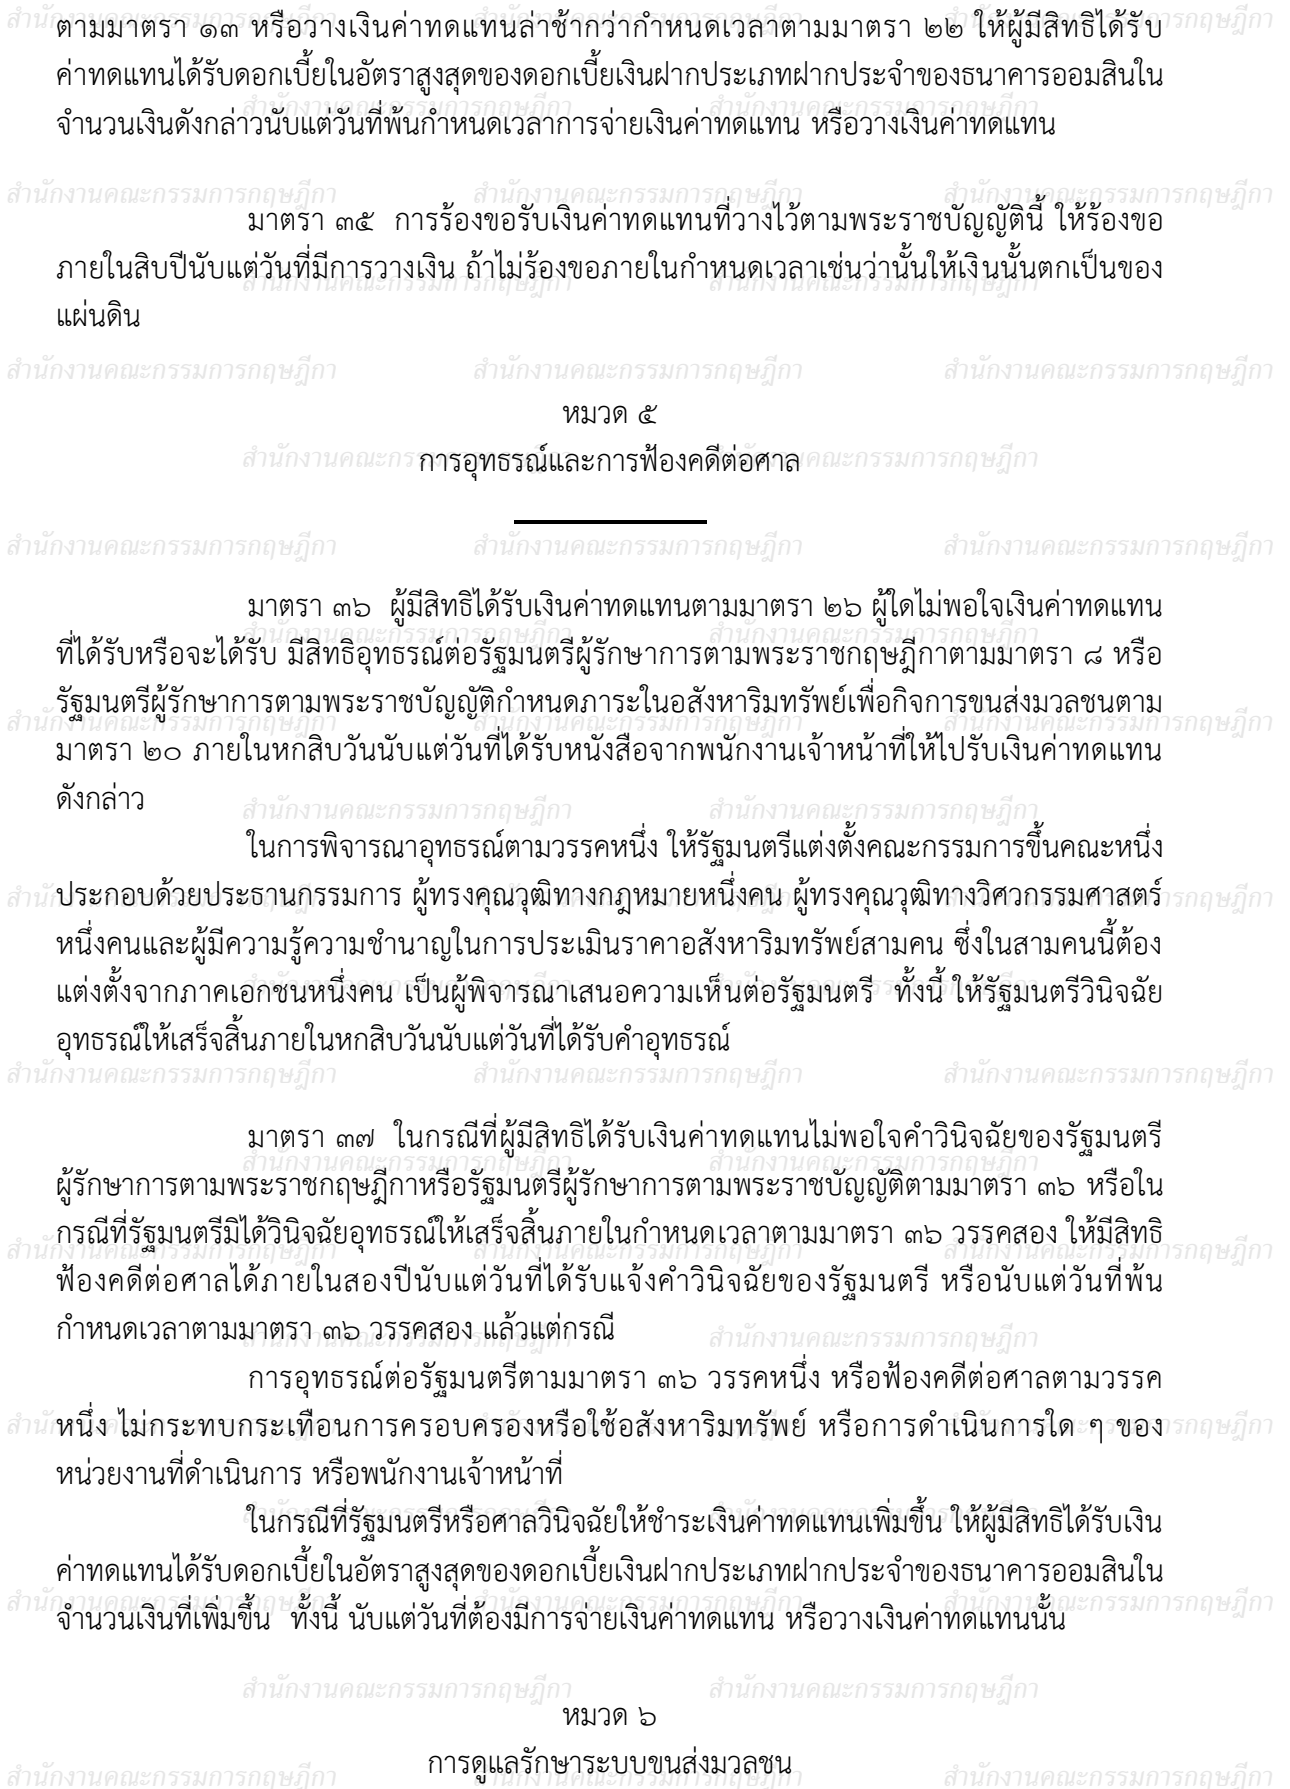 ตามมาตรา ๑๓ หรือวางเงินค่าทดแทนล่าช้ากว่ากำหนดเวลาตามมาตรา ๒๒ ให้ผู้มีสิทธิได้รับ
ค่าทดแทนได้รับดอกเบี้ยในอัตราสูงสุดของดอกเบี้ยเงินฝากประเภทฝากประจำของธนาคารออมสินใน
จำนวนเงินดังกล่าวนับแต่วันที่พ้นกำหนดเวลาการจ่ายเงินค่าทดแทน หรือวางเงินค่าทดแทน
มาตรา ๓๕ การร้องขอรับเงินค่าทดแทนที่วางไว้ตามพระราชบัญญัตินี้ ให้ร้องขอ
ภายในสิบปีนับแต่วันที่มีการวางเงิน ถ้าไม่ร้องขอภายในกำหนดเวลาเช่นว่านั้นให้เงินนั้นตกเป็นของ
แผ่นดิน
หมวด ๕
การอุทธรณ์และการฟ้องคดีต่อศาล
มาตรา ๓๖ ผู้มีสิทธิได้รับเงินค่าทดแทนตามมาตรา ๒๖ ผู้ใดไม่พอใจเงินค่าทดแทน
ที่ได้รับหรือจะได้รับ มีสิทธิอุทธรณ์ต่อรัฐมนตรีผู้รักษาการตามพระราชกฤษฎีกาตามมาตรา ๘ หรือ
รัฐมนตรีผู้รักษาการตามพระราชบัญญัติกำหนดภาระในอสังหาริมทรัพย์เพื่อกิจการขนส่งมวลชนตาม
มาตรา ๒๐ ภายในหกสิบวันนับแต่วันที่ได้รับหนังสือจากพนักงานเจ้าหน้าที่ให้ไปรับเงินค่าทดแทน
ดังกล่าว
ในการพิจารณาอุทธรณ์ตามวรรคหนึ่ง ให้รัฐมนตรีแต่งตั้งคณะกรรมการขึ้นคณะหนึ่ง
ประกอบด้วยประธานกรรมการ ผู้ทรงคุณวุฒิทางกฎหมายหนึ่งคน ผู้ทรงคุณวุฒิทางวิศวกรรมศาสตร์
หนึ่งคนและผู้มีความรู้ความชำนาญในการประเมินราคาอสังหาริมทรัพย์สามคน ซึ่งในสามคนนี้ต้อง
แต่งตั้งจากภาคเอกชนหนึ่งคน เป็นผู้พิจารณาเสนอความเห็นต่อรัฐมนตรี ทั้งนี้ ให้รัฐมนตรีวินิจฉัย
อุทธรณ์ให้เสร็จสิ้นภายในหกสิบวันนับแต่วันที่ได้รับคำอุทธรณ์
มาตรา ๓๗ ในกรณีที่ผู้มีสิทธิได้รับเงินค่าทดแทนไม่พอใจคำวินิจฉัยของรัฐมนตรี
ผู้รักษาการตามพระราชกฤษฎีกาหรือรัฐมนตรีผู้รักษาการตามพระราชบัญญัติตามมาตรา ๓๖ หรือใน
กรณีที่รัฐมนตรีมิได้วินิจฉัยอุทธรณ์ให้เสร็จสิ้นภายในกำหนดเวลาตามมาตรา ๓๖ วรรคสอง ให้มีสิทธิ
ฟ้องคดีต่อศาลได้ภายในสองปีนับแต่วันที่ได้รับแจ้งคำวินิจฉัยของรัฐมนตรี หรือนับแต่วันที่พ้น
กำหนดเวลาตามมาตรา ๓๖ วรรคสอง แล้วแต่กรณี
การอุทธรณ์ต่อรัฐมนตรีตามมาตรา ๓๖ วรรคหนึ่ง หรือฟ้องคดีต่อศาลตามวรรค
หนึ่ง ไม่กระทบกระเทือนการครอบครองหรือใช้อสังหาริมทรัพย์ หรือการดำเนินการใด ๆ ของ
หน่วยงานที่ดำเนินการ หรือพนักงานเจ้าหน้าที่
ในกรณีที่รัฐมนตรีหรือศาลวินิจฉัยให้ชำระเงินค่าทดแทนเพิ่มขึ้น ให้ผู้มีสิทธิได้รับเงิน
ค่าทดแทนได้รับดอกเบี้ยในอัตราสูงสุดของดอกเบี้ยเงินฝากประเภทฝากประจำของธนาคารออมสินใน
จำนวนเงินที่เพิ่มขึ้น ทั้งนี้ นับแต่วันที่ต้องมีการจ่ายเงินค่าทดแทน หรือวางเงินค่าทดแทนนั้น
หมวด ๖
การดูแลรักษาระบบขนส่งมวลชน